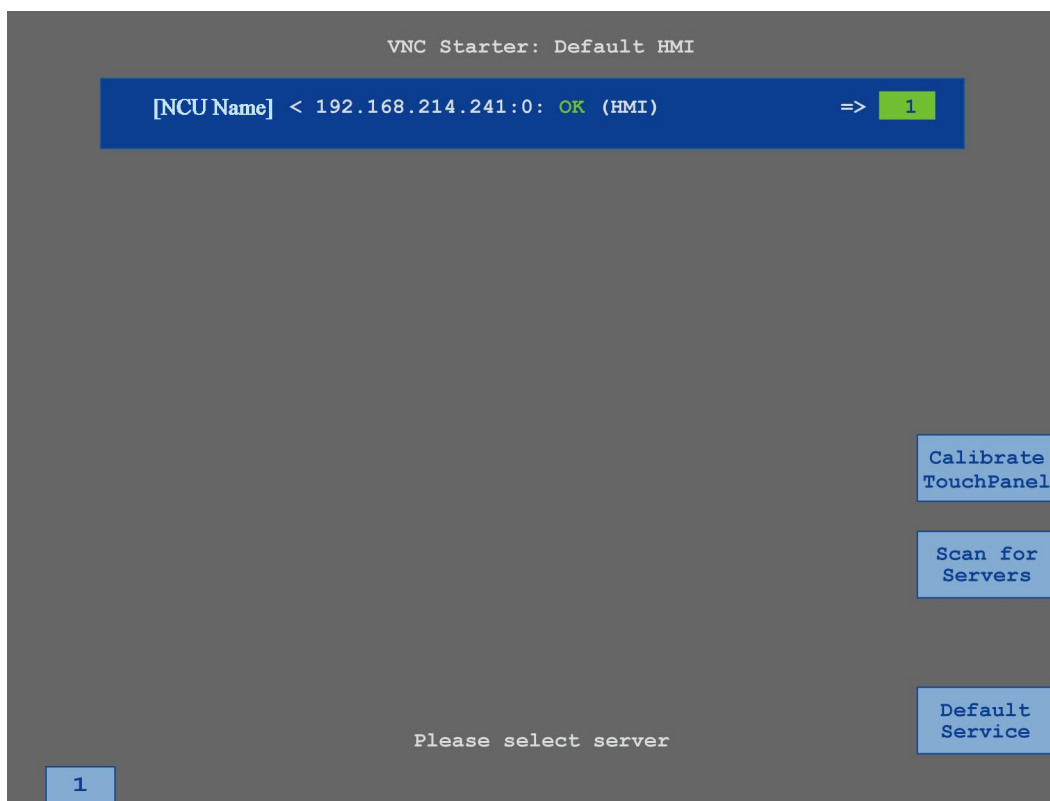 VNC Starter: Default HMI
[NCU Name] < 192.168.214.241:0: OK (HMI) => 1
Calibrate
TouchPanel
Scan for
Servers
Default
Service
Please select server
1